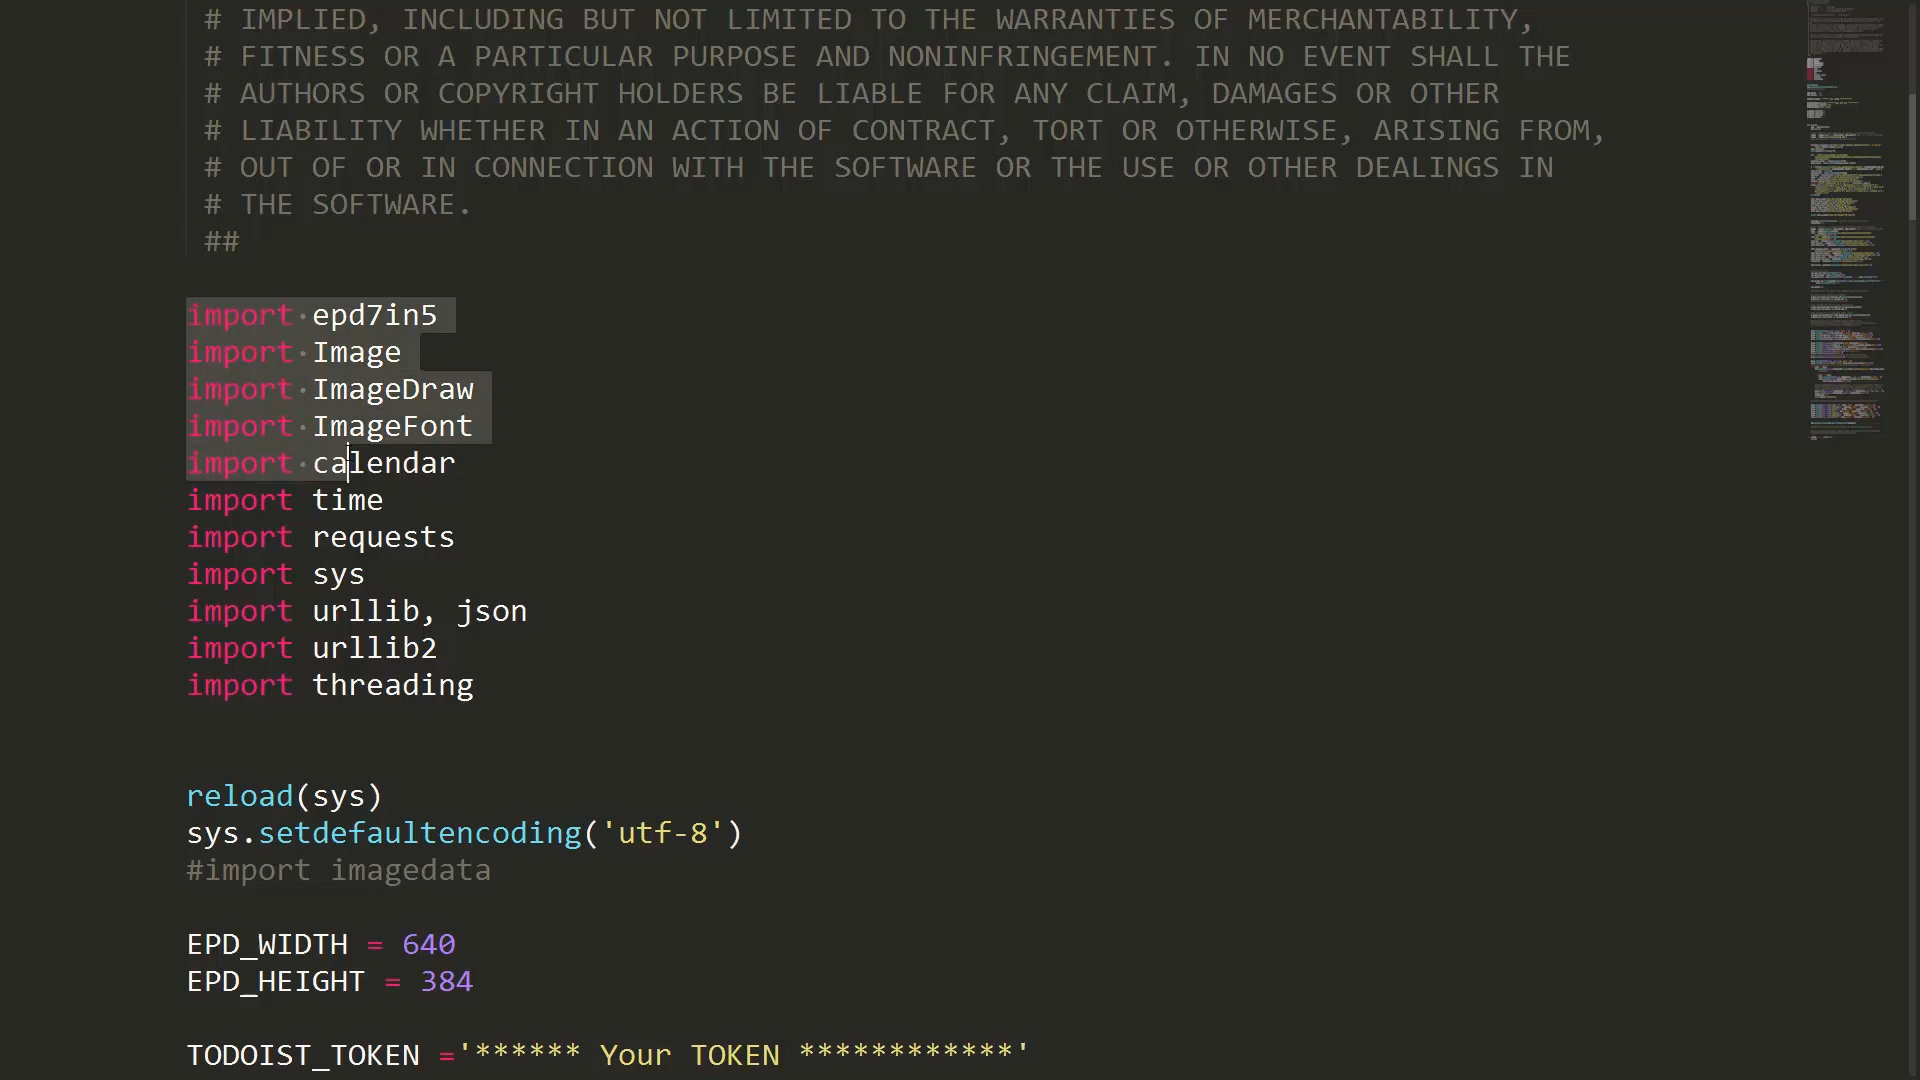 # IMPLIED, INCLUDING BUT NOT LIMITED TO THE WARRANTIES OF MERCHANTABILITY,
# FITNESS OR A PARTICULAR PURPOSE AND NONINFRINGEMENT. IN NO EVENT SHALL THE
# AUTHORS OR COPYRIGHT HOLDERS BE LIABLE FOR ANY CLAIM, DAMAGES OR OTHER
# LIABILITY WHETHER IN AN ACTION OF CONTRACT, TORT OR OTHERWISE, ARISING FROM,
# OUT OF OR IN CONNECTION WITH THE SOFTWARE OR THE USE OR OTHER DEALINGS IN
# THE SOFTWARE.
##
import epd7in5
import Image
import ImageDraw
import ImageFont
import calendar
import time
import requests
import sys
import urllib, json
import urllib2
import threading
reload(sys)
sys.setdefaultencoding('utf-8')
#import imagedata
EPD_WIDTH = 640
EPD_HEIGHT = 384
TODOIST_TOKEN ='****** Your TOKEN ************'